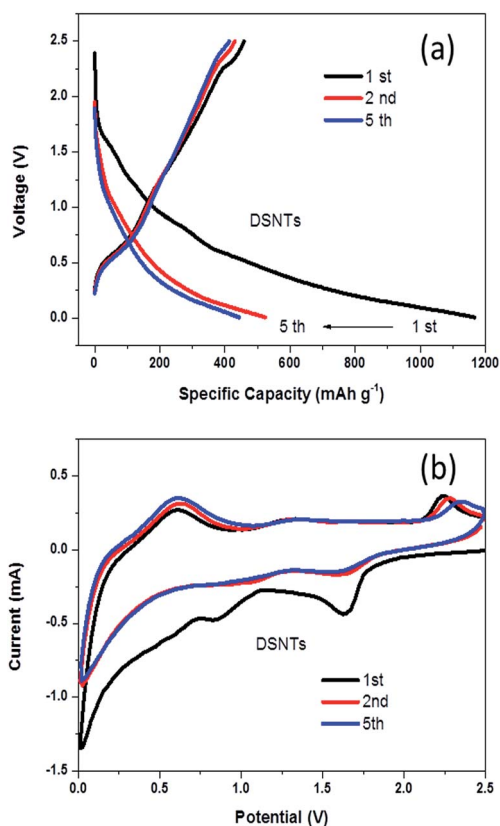 2.5
2.0
1.5
1.0
0.5
0.0
Voltage (V)
(a)
1 st
2 nd
5 th
DSNTs
5 th
1 st
0 200 400 600 800 1000 1200
Specific Capacity (mAh g⁻¹)
0.5
0.0
-0.5
-1.0
-1.5
Current (mA)
(b)
DSNTs
1st
2nd
5th
0.0 0.5 1.0 1.5 2.0 2.5
Potential (V)